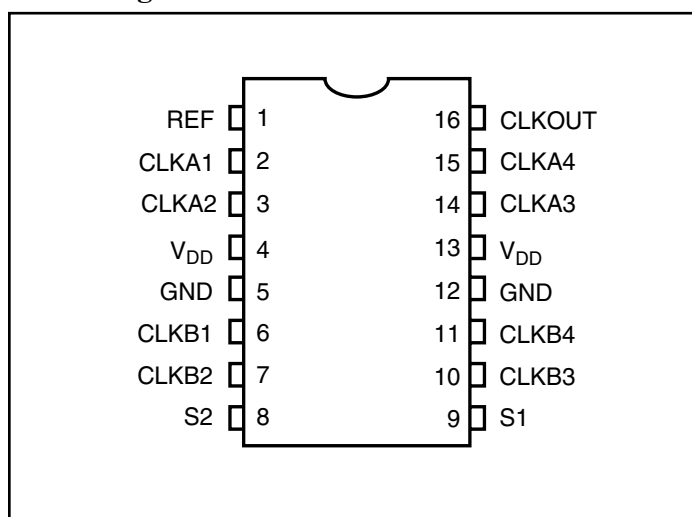 REF 1 16 CLKOUT
CLKA1 2 15 CLKA4
CLKA2 3 14 CLKA3
VDD 4 13 VDD
GND 5 12 GND
CLKB1 6 11 CLKB4
CLKB2 7 10 CLKB3
S2 8 9 S1